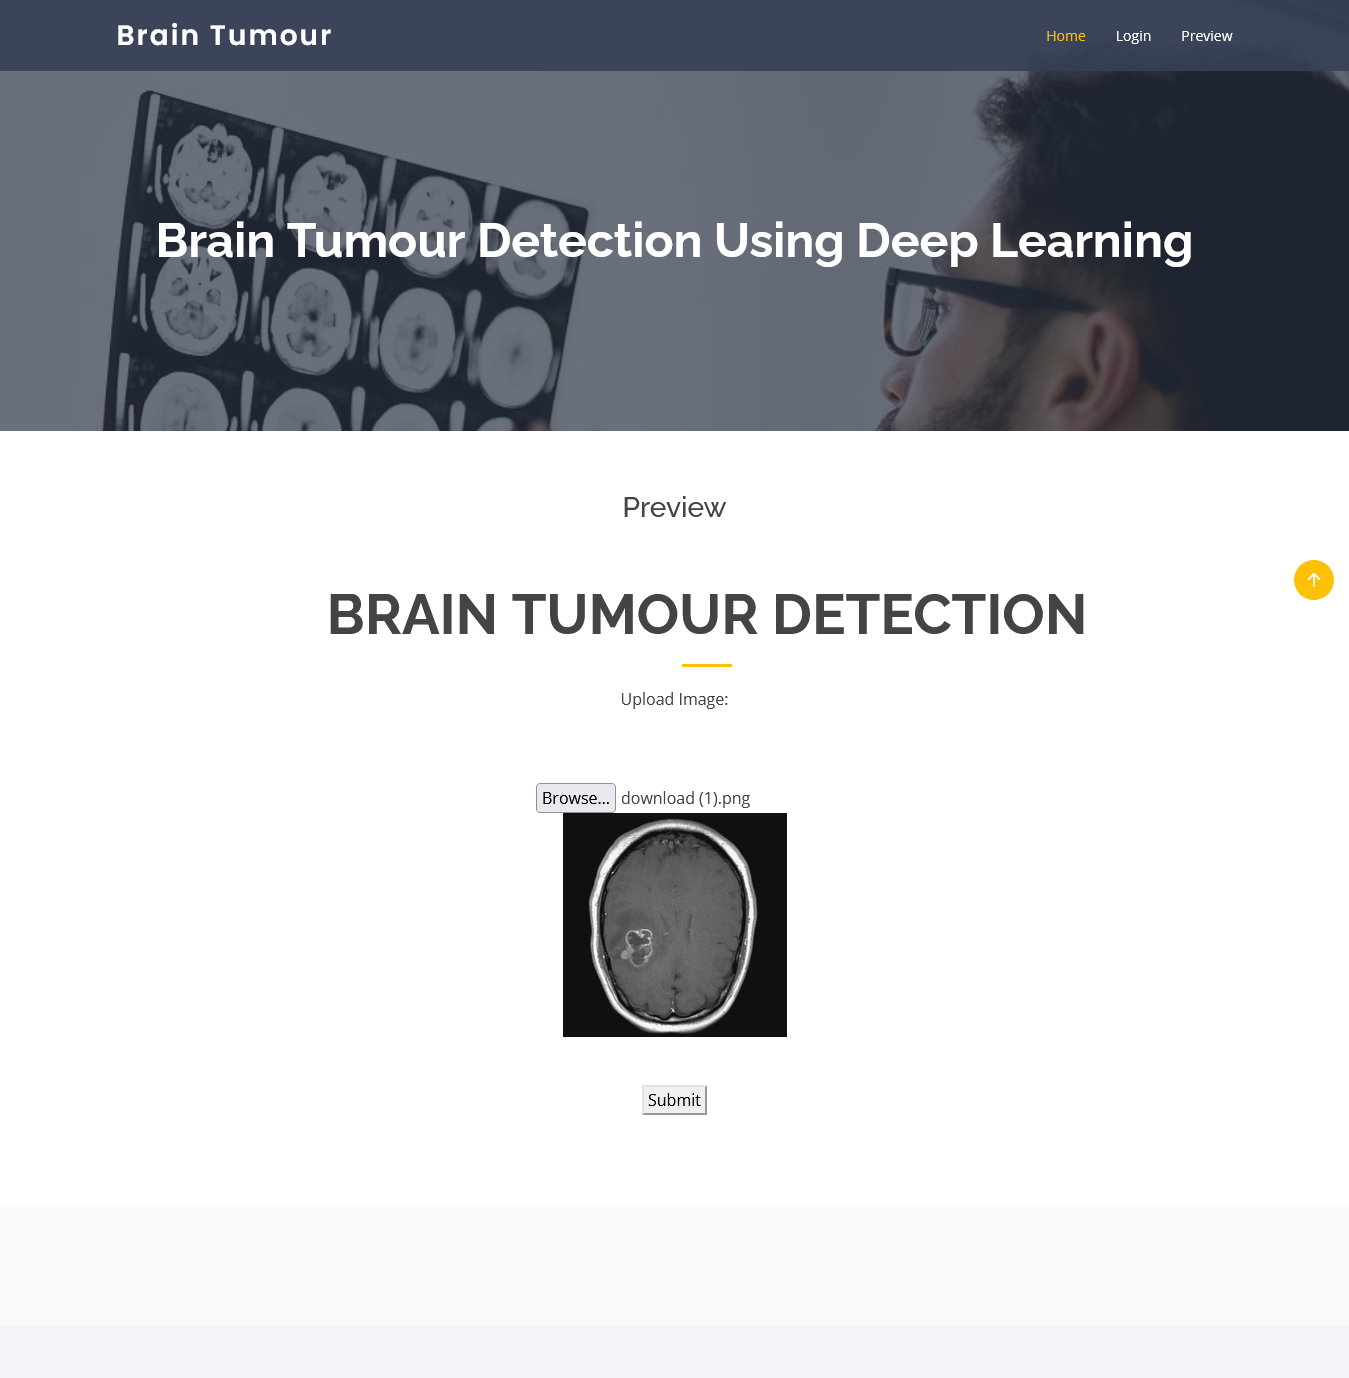 Brain Tumour
Home Login Preview
Brain Tumour Detection Using Deep Learning
Preview
BRAIN TUMOUR DETECTION
Upload Image:
Browse... download (1).png
Submit